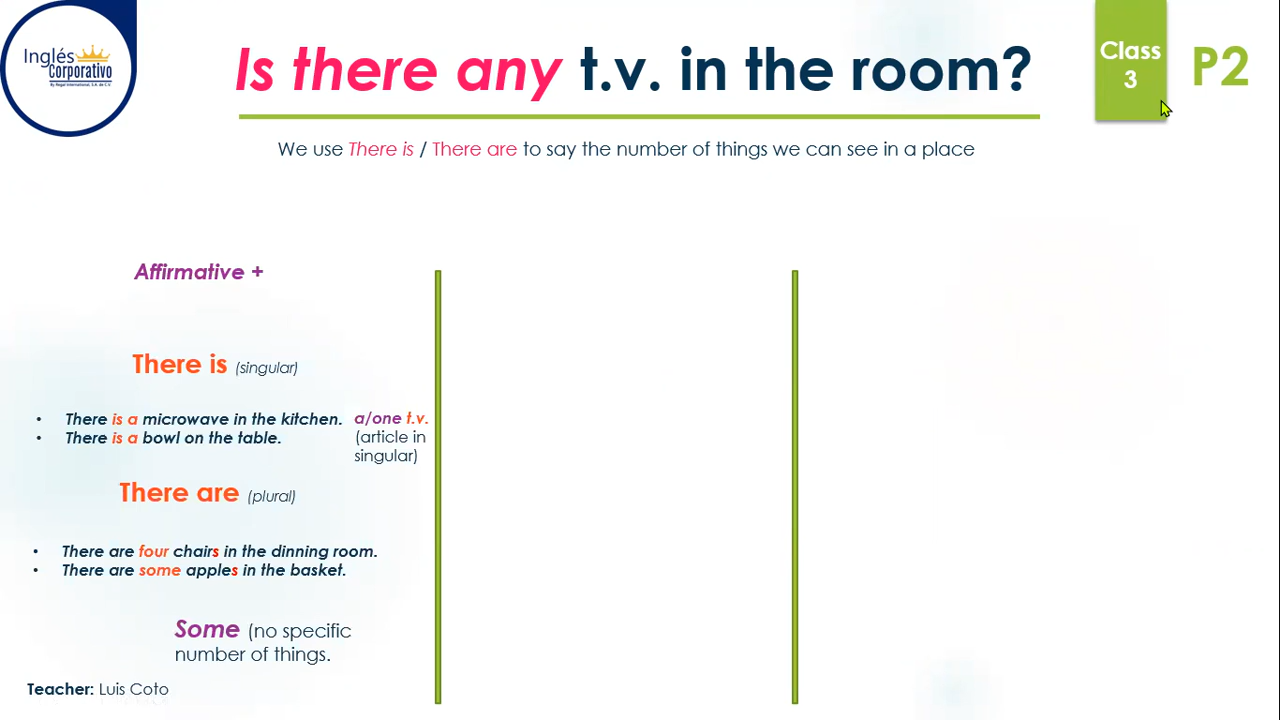 Inglés
Corporativo
By Regal International, S.A. de C.V.
Is there any t.v. in the room?
Class
3
P2
We use There is / There are to say the number of things we can see in a place
Affirmative +
There is (singular)
• There is a microwave in the kitchen.
• There is a bowl on the table.
a/one t.v.
(article in
singular)
There are (plural)
• There are four chairs in the dinning room.
• There are some apples in the basket.
Some (no specific
number of things.
Teacher: Luis Coto